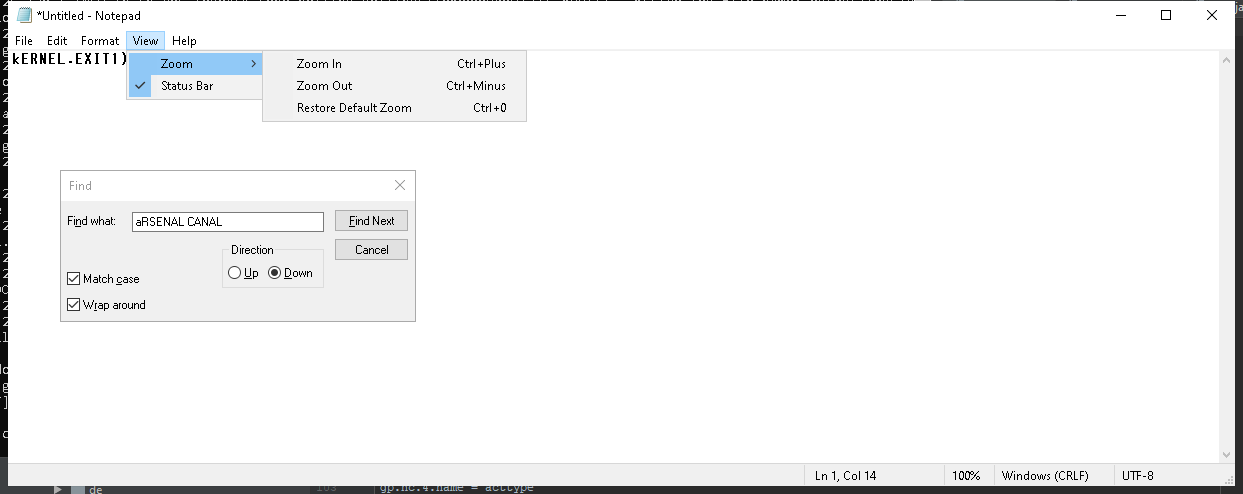 *Untitled - Notepad
File Edit Format View Help
kERNEL.EXIT1)
Zoom
Status Bar
Zoom In Ctrl+Plus
Zoom Out Ctrl+Minus
Restore Default Zoom Ctrl+0
Find
Find what: aRSENAL CANAL Find Next
Cancel
Direction
Up Down
Match case
Wrap around
Ln 1, Col 14 100% Windows (CRLF) UTF-8
de gp.nc.4.name = acttype